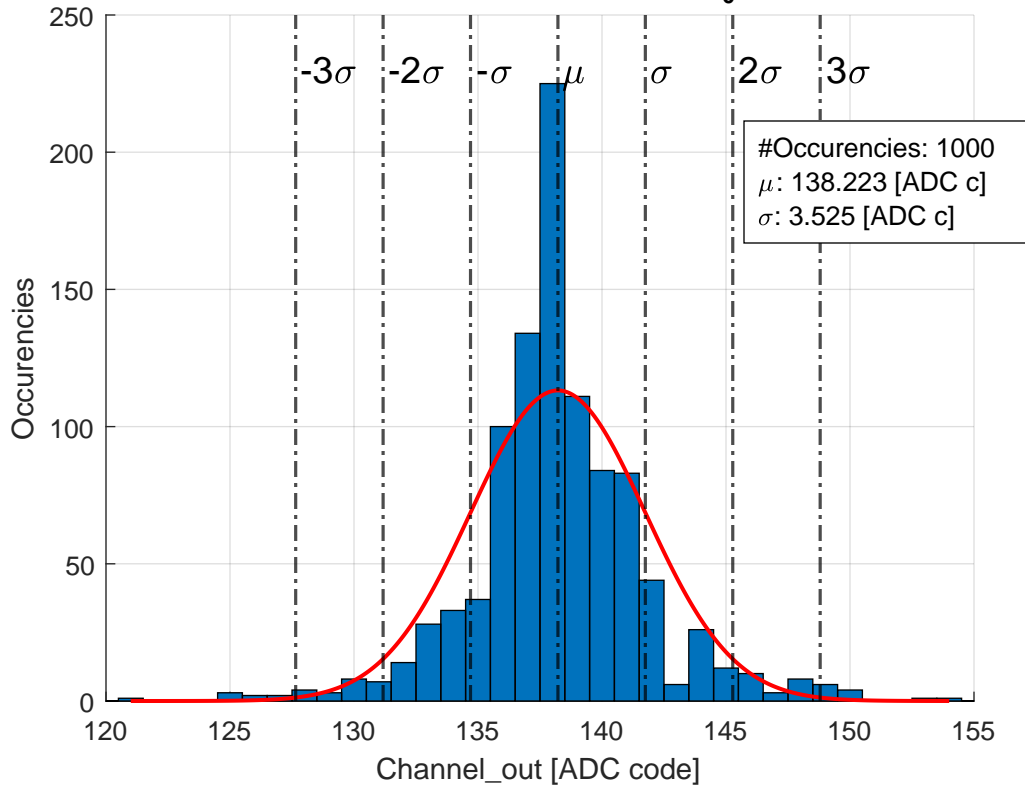 250
200
150
100
50
0
-3σ -2σ -σ μ σ 2σ 3σ
#Occurencies: 1000
μ: 138.223 [ADC c]
σ: 3.525 [ADC c]
Occurencies
120 125 130 135 140 145 150 155
Channel_out [ADC code]